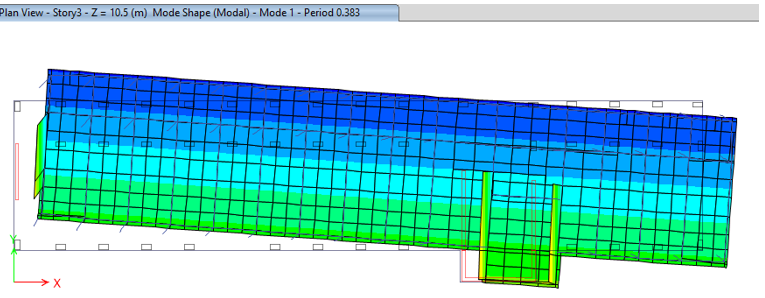 Plan View - Story3 - Z = 10.5 (m) Mode Shape (Modal) - Mode 1 - Period 0.383
Y
X